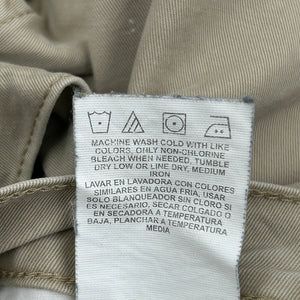 MACHINE WASH COLD WITH LIKE
COLORS, ONLY NON-CHLORINE
BLEACH WHEN NEEDED, TUMBLE
DRY LOW OR LINE DRY, MEDIUM
IRON
LAVAR EN LAVADORA CON COLORES
SIMILARES EN AGUA FRIA, USAR
SOLAMENTE BLANQUEADOR SIN CLORO SI
ES NECESARIO, SECAR COLGADO O
EN SECADORA A TEMPERATURA
BAJA, PLANCHAR A TEMPERATURA
MEDIA